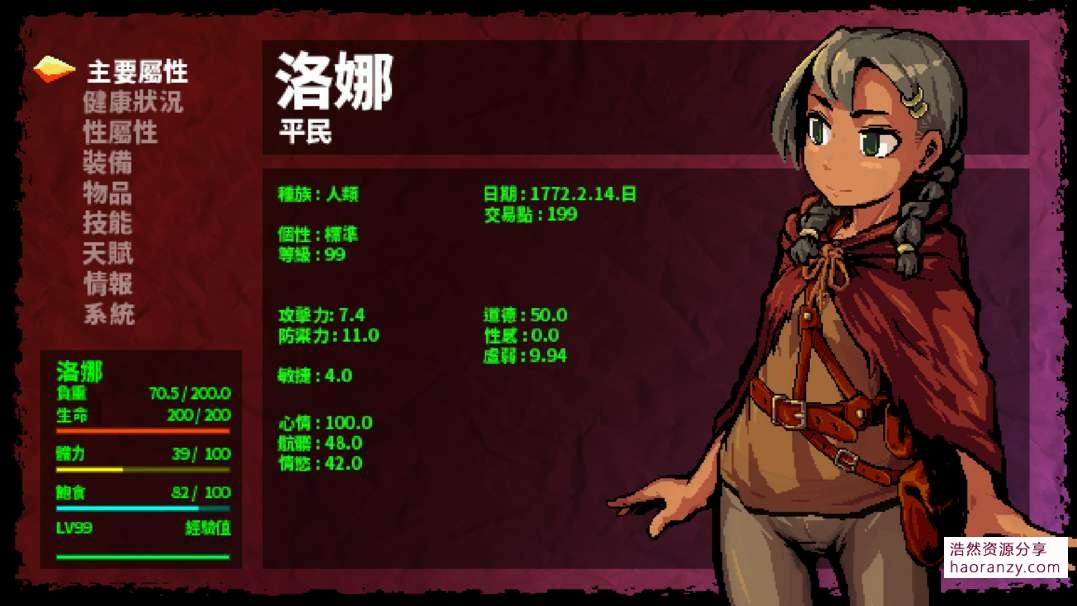 主要屬性
健康狀況
性屬性
裝備
物品
技能
天賦
情報
系統
洛娜
負重 70.5/200.0
生命 200/200
體力 39/ 100
飽食 82/ 100
LV99 經驗值
洛娜
平民
種族:人類
個性:標準
等級:99
攻擊力:7.4
防禦力:11.0
敏捷:4.0
心情:100.0
骯髒:48.0
情慾:42.0
日期:1772.2.14.日
交易點:199
道德:50.0
性感:0.0
虛弱:9.94
浩然资源分享
haoranzy.com